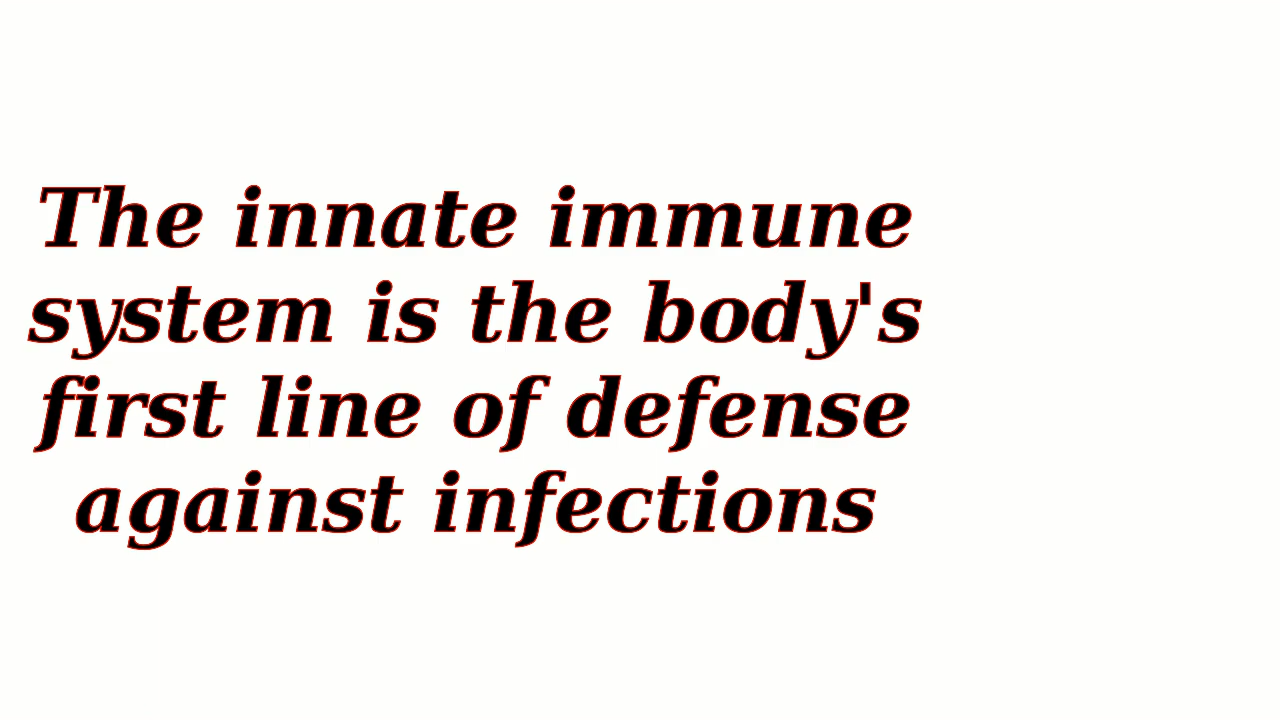 The innate immune
system is the body's
first line of defense
against infections